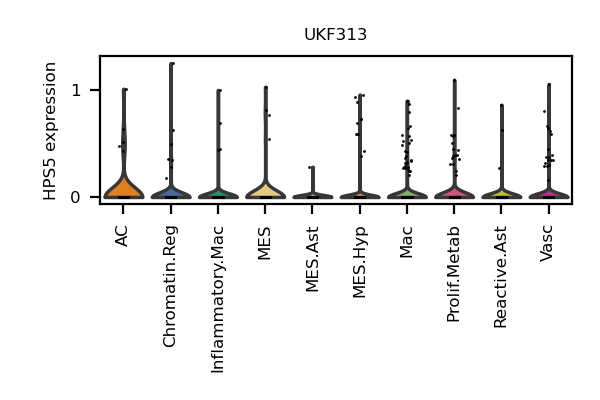 UKF313
HPS5 expression
1
0
AC
Chromatin.Reg
Inflammatory.Mac
MES
MES.Ast
MES.Hyp
Mac
Prolif.Metab
Reactive.Ast
Vasc